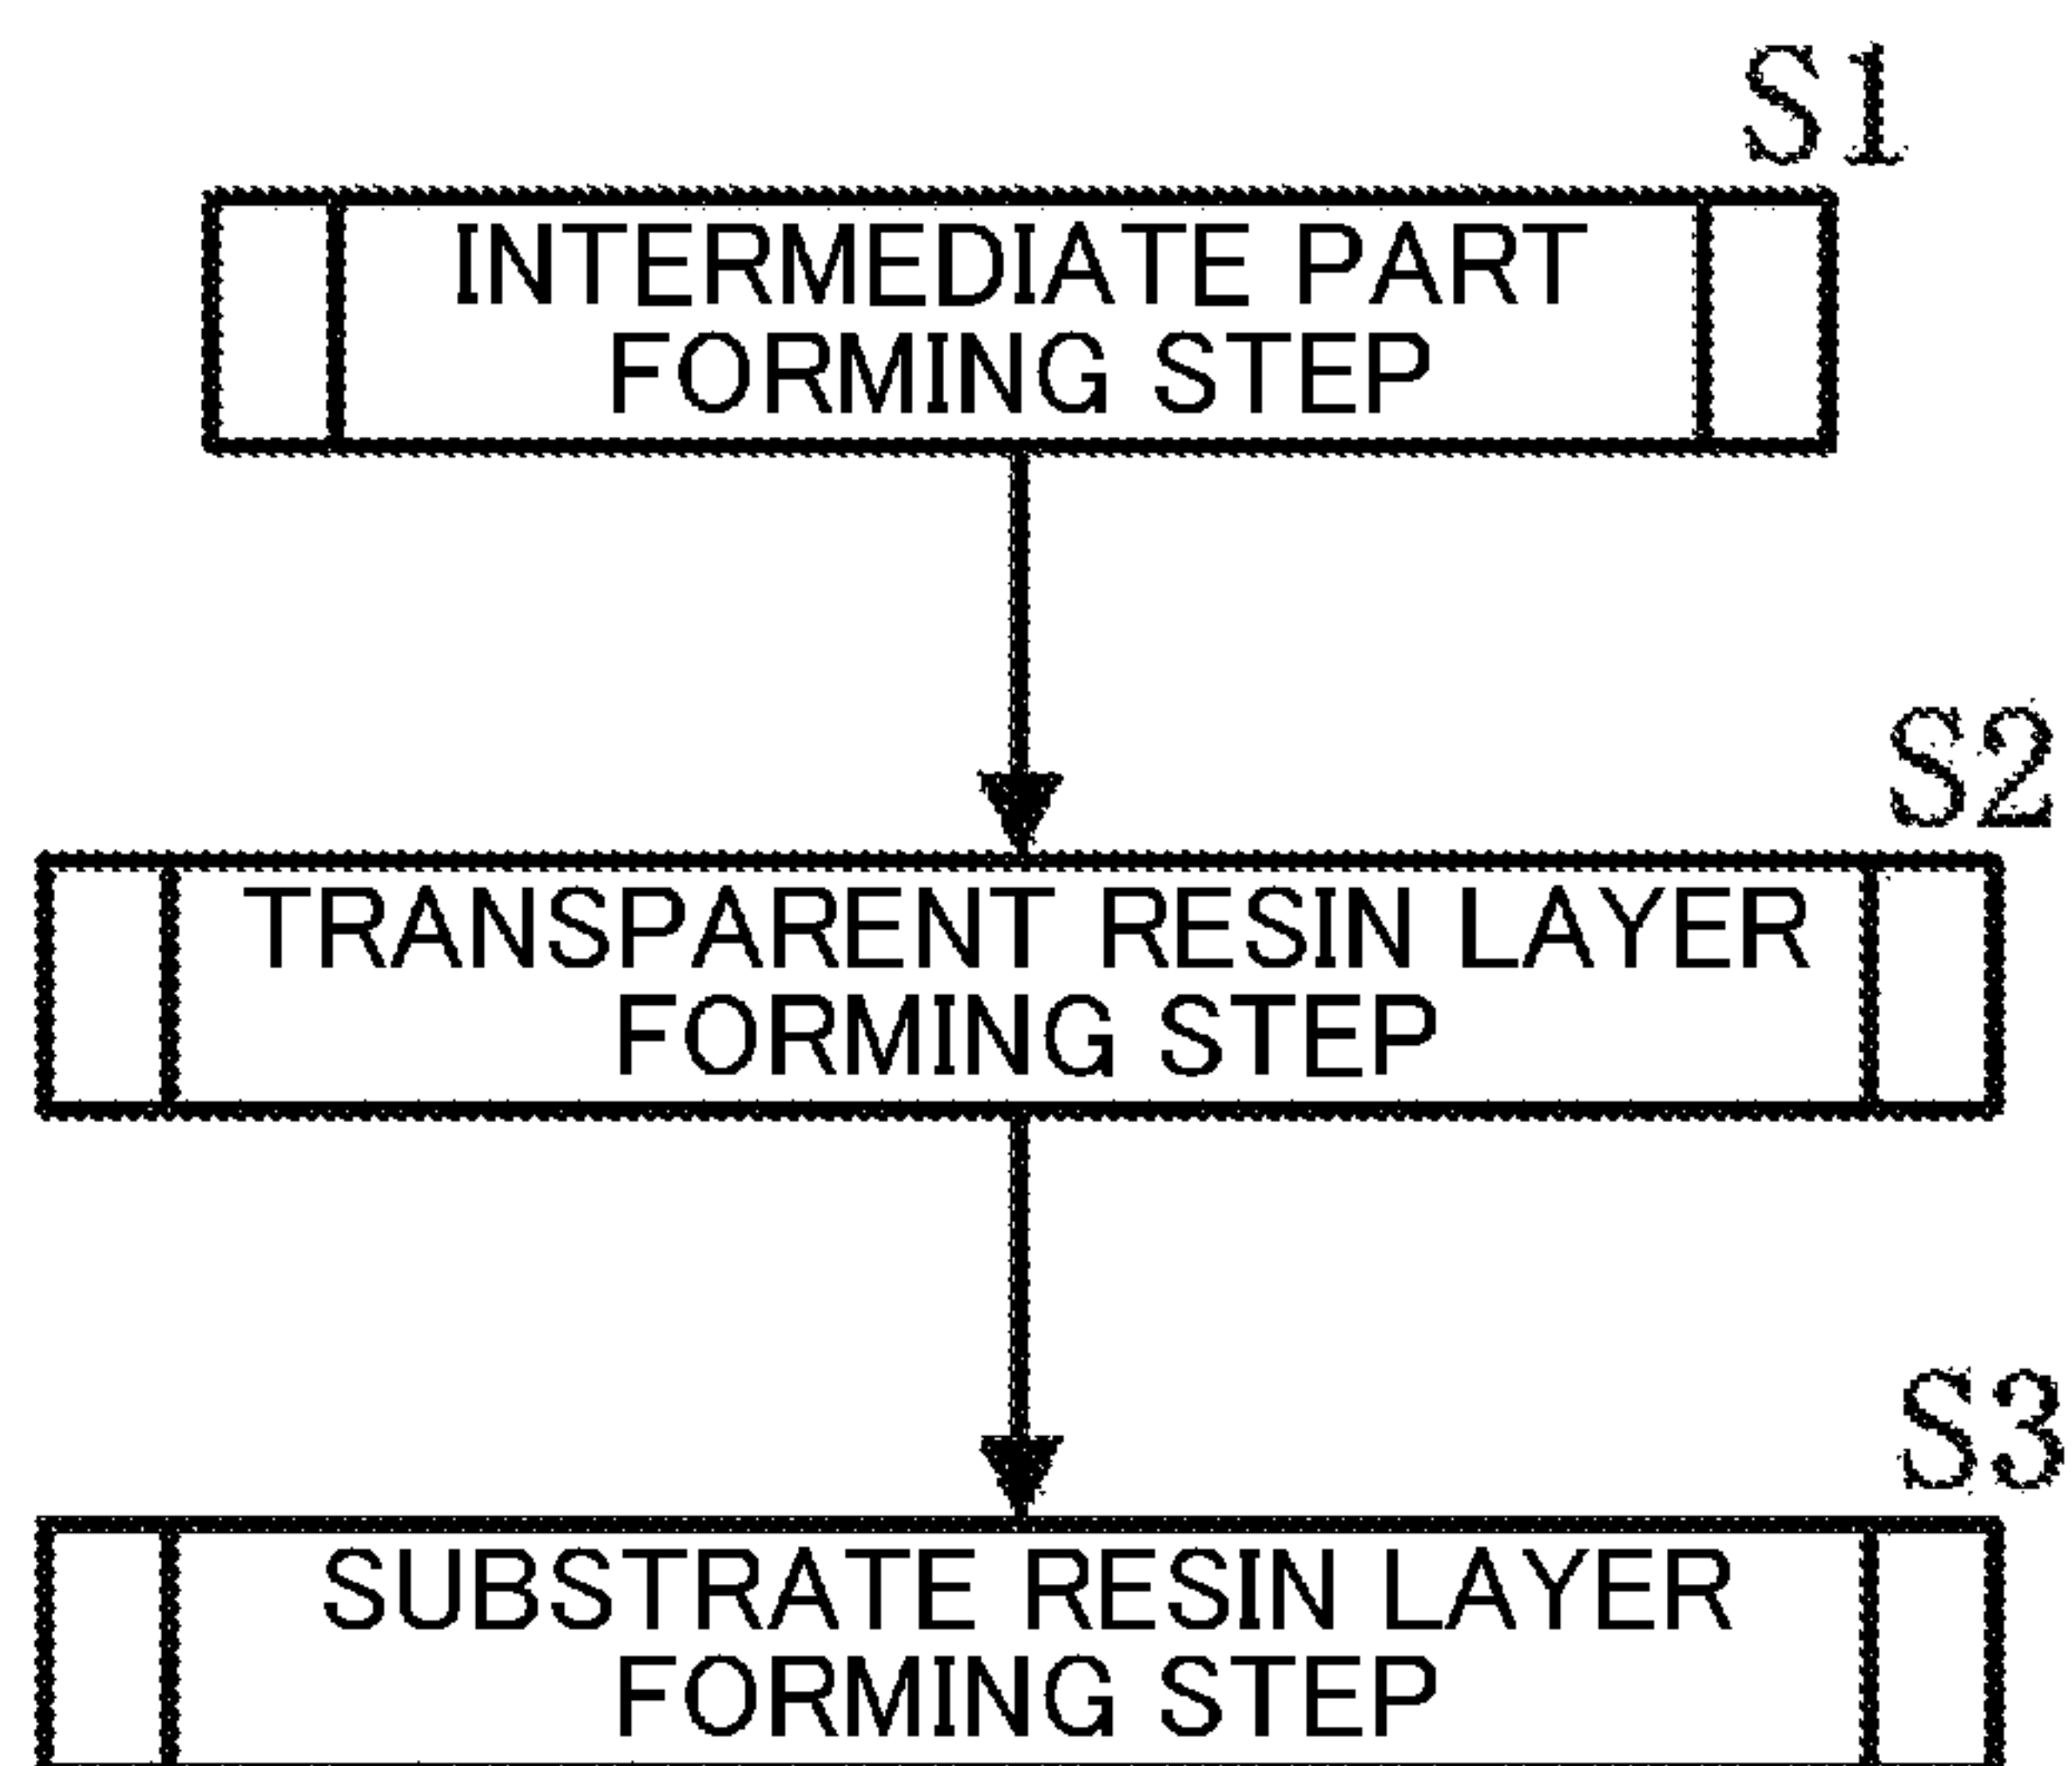 S1
INTERMEDIATE PART
FORMING STEP
S2
TRANSPARENT RESIN LAYER
FORMING STEP
S3
SUBSTRATE RESIN LAYER
FORMING STEP